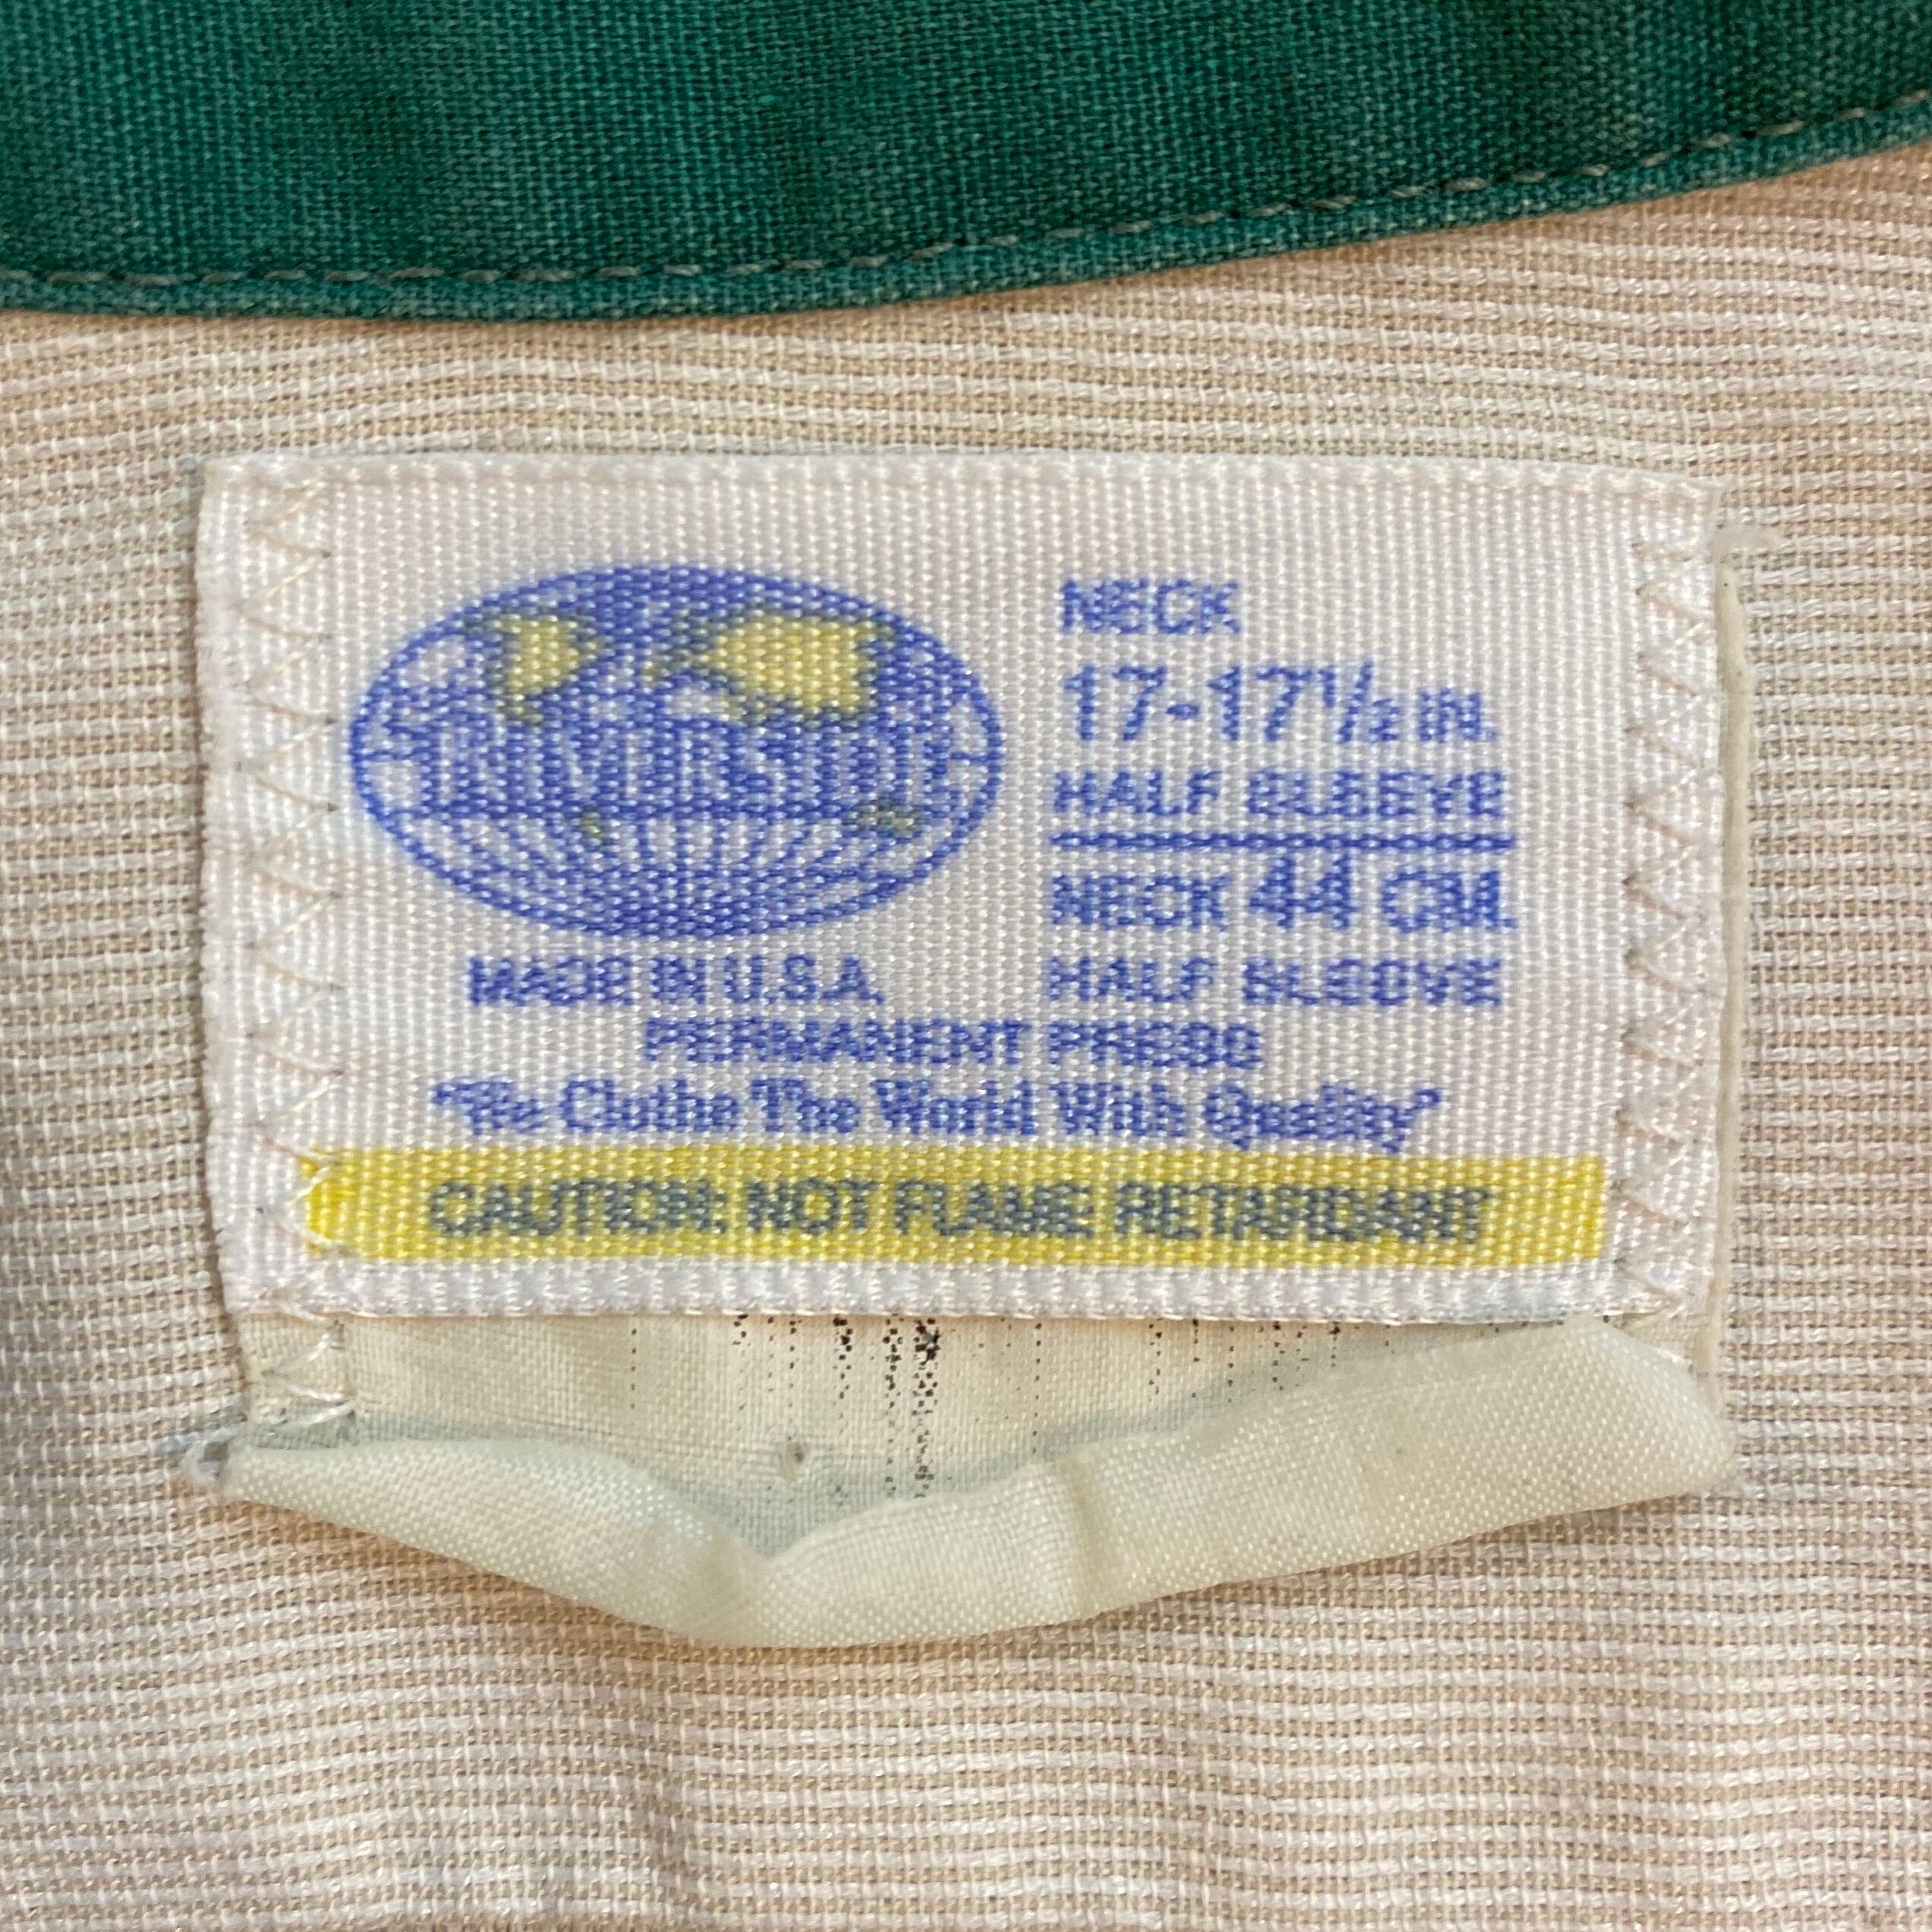 RIVERSIDE
NECK
17-17½ IN.
HALF SLEEVE
NECK 44 CM.
HALF SLEEVE
MADE IN U.S.A.
PERMANENT PRESS
"We Clothe The World With Quality"
CAUTION: NOT FLAME RETARDANT